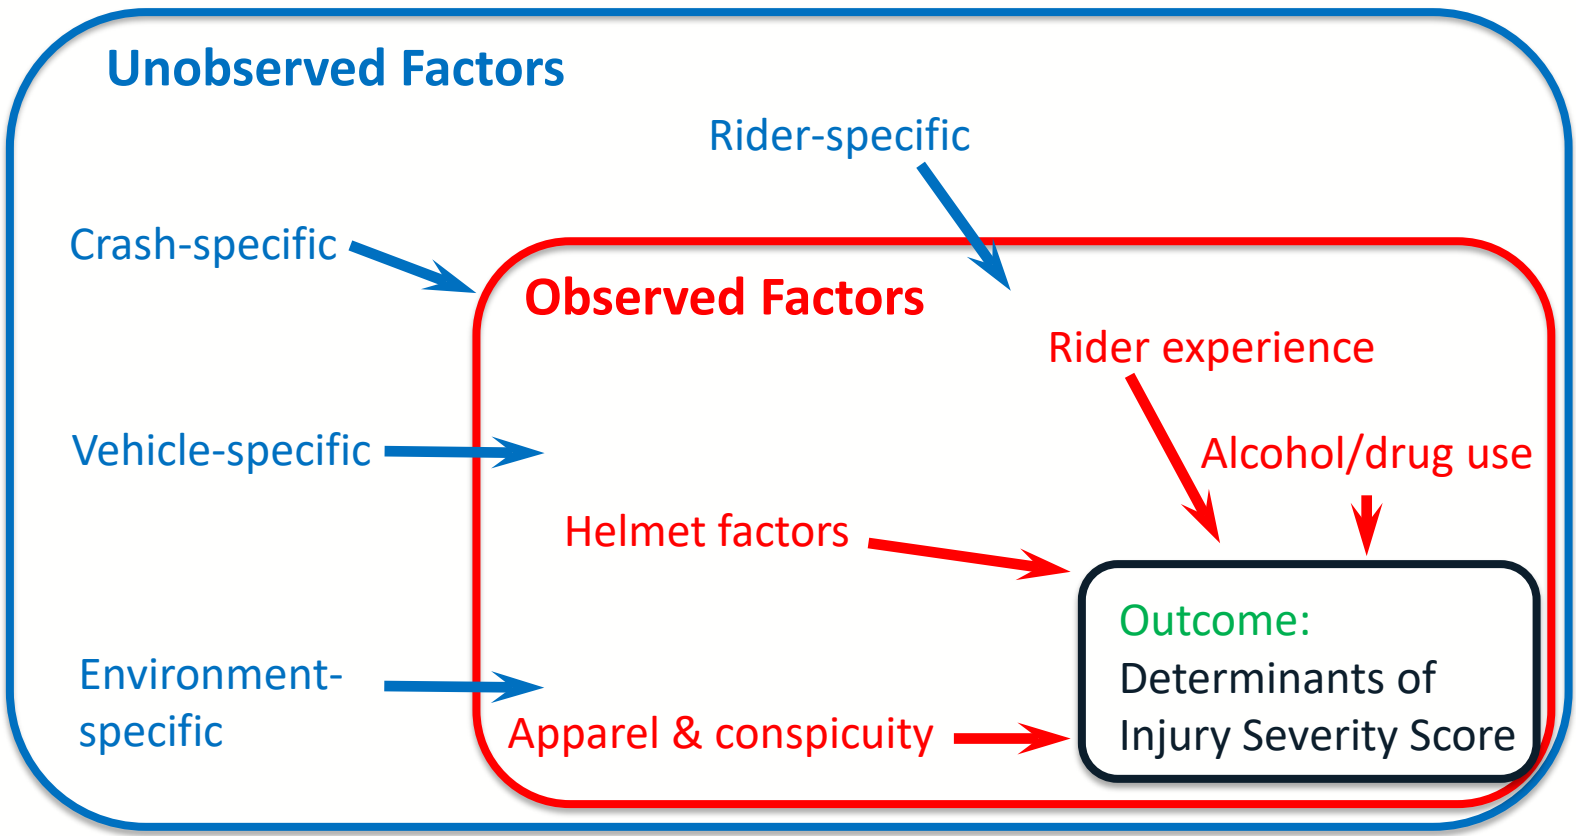 Unobserved Factors
Rider-specific
Crash-specific
Observed Factors
Rider experience
Vehicle-specific
Alcohol/drug use
Helmet factors
Environment-
specific
Apparel & conspicuity
Outcome:
Determinants of
Injury Severity Score